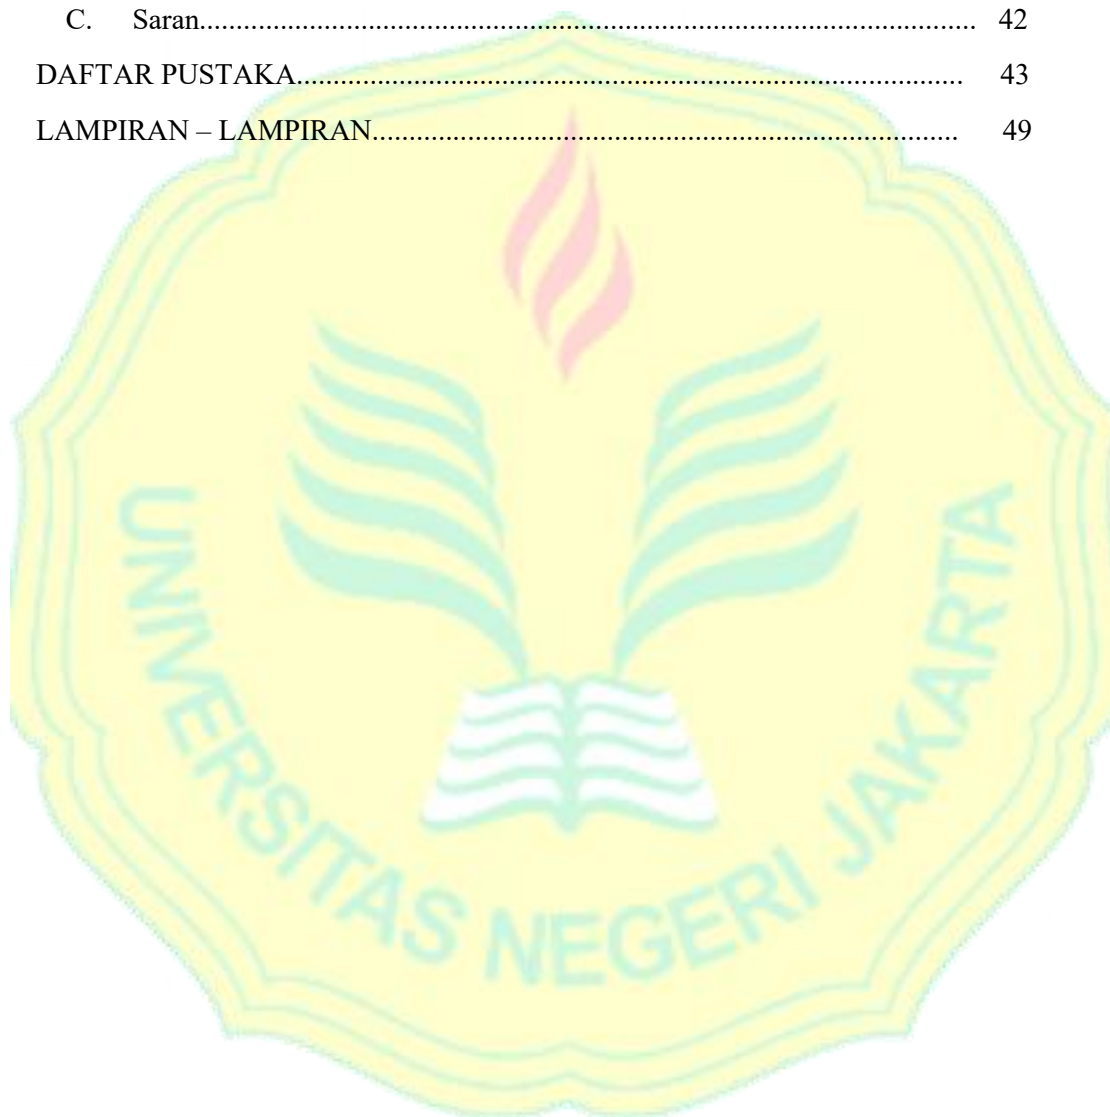 C. Saran........................................................................................................ 42
DAFTAR PUSTAKA.......................................................................................... 43
LAMPIRAN – LAMPIRAN............................................................................... 49
UNIVERSITAS NEGERI JAKARTA